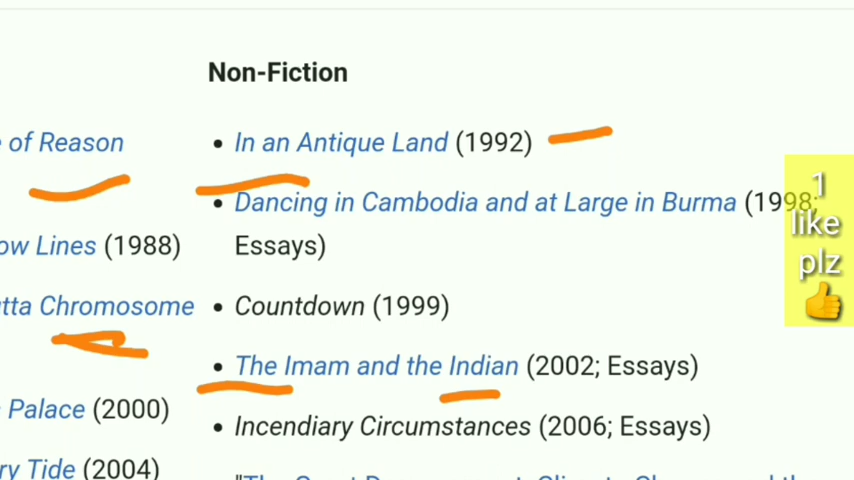 Non-Fiction
of Reason
• In an Antique Land (1992)
• Dancing in Cambodia and at Large in Burma (1998;
ow Lines (1988)
Essays)
tta Chromosome
• Countdown (1999)
• The Imam and the Indian (2002; Essays)
Palace (2000)
• Incendiary Circumstances (2006; Essays)
ry Tide (2004)
1
like
plz